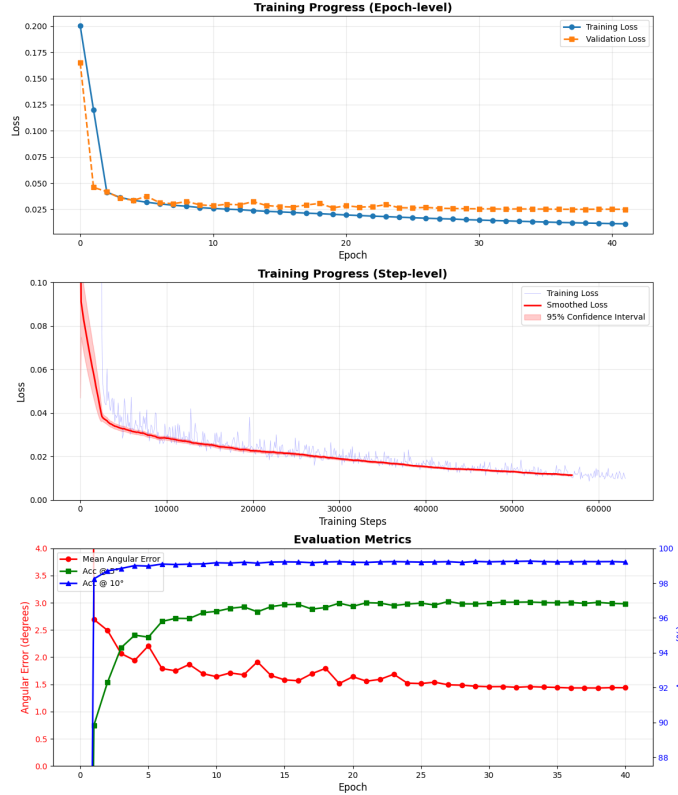 Training Progress (Epoch-level)
Training Loss
Validation Loss
0.200
0.175
0.150
0.125
0.100
0.075
0.050
0.025
Loss
0 10 20 30 40
Epoch
Training Progress (Step-level)
Training Loss
Smoothed Loss
95% Confidence Interval
0.10
0.08
0.06
0.04
0.02
0.00
Loss
0 10000 20000 30000 40000 50000 60000
Training Steps
Evaluation Metrics
Mean Angular Error
Acc @
Acc @ 10°
4.0
3.5
3.0
2.5
2.0
1.5
1.0
0.5
0.0
Angular Error (degrees)
100
98
96
94
92
90
88
0 5 10 15 20 25 30 35 40
Epoch